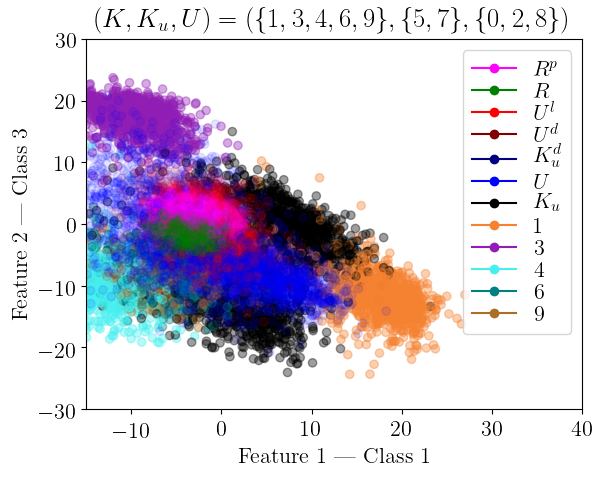 (K, K_u, U) = ({1, 3, 4, 6, 9}, {5, 7}, {0, 2, 8})
30
20
10
0
−10
−20
−30
Feature 2 — Class 3
R^p
R
U^l
U^d
K_u^d
U
K_u
1
3
4
6
9
−10
0
10
20
30
40
Feature 1 — Class 1